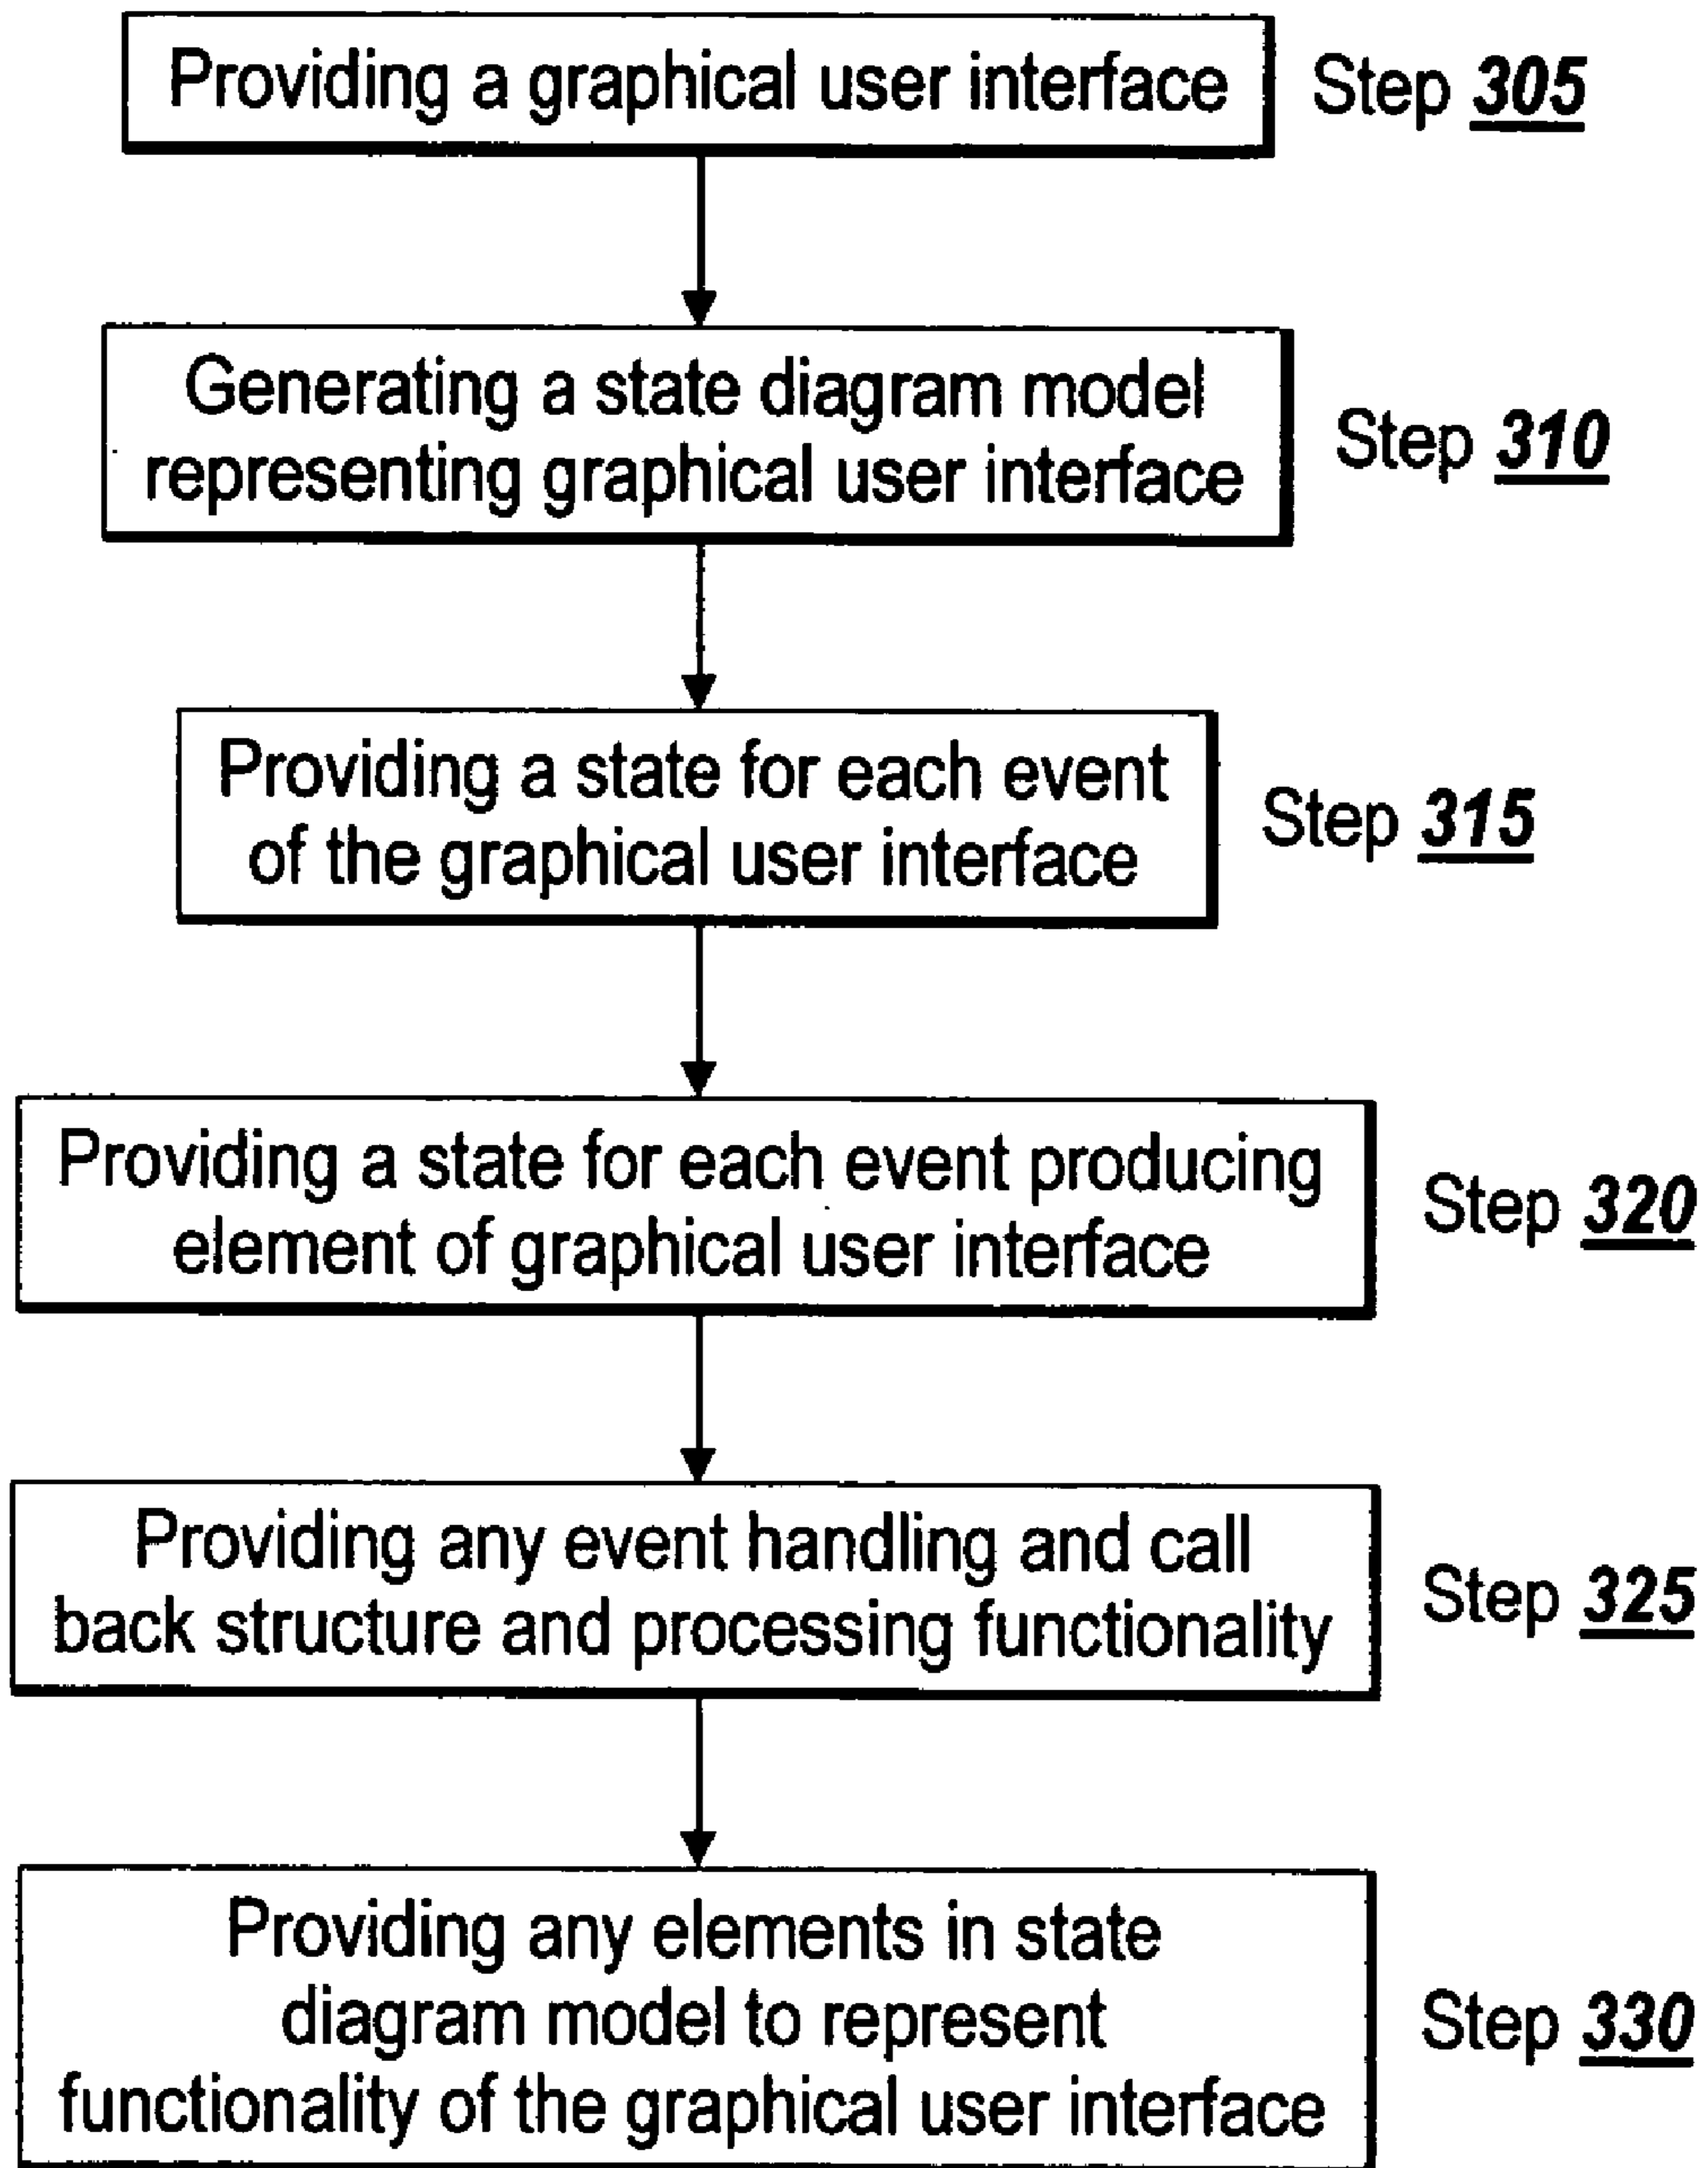 Providing a graphical user interface
Step 305
Generating a state diagram model
representing graphical user interface
Step 310
Providing a state for each event
of the graphical user interface
Step 315
Providing a state for each event producing
element of graphical user interface
Step 320
Providing any event handling and call
back structure and processing functionality
Step 325
Providing any elements in state
diagram model to represent
functionality of the graphical user interface
Step 330